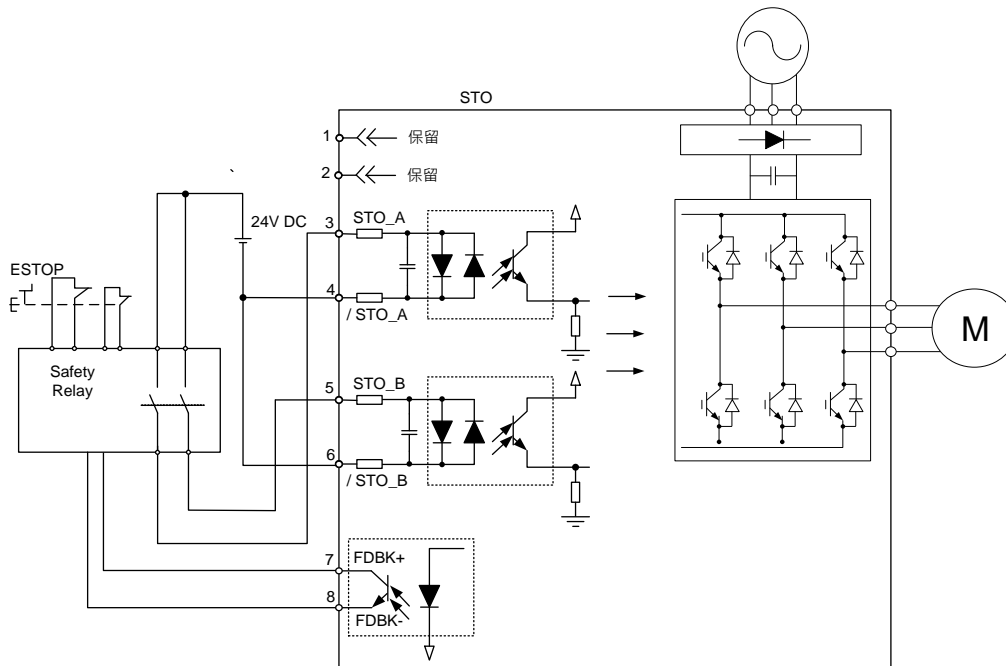 STO
1 保留
2 保留
24V DC
3 STO_A
ESTOP
4
/ STO_A
Safety
Relay
5 STO_B
6
/ STO_B
7 FDBK+
8
FDBK-
M